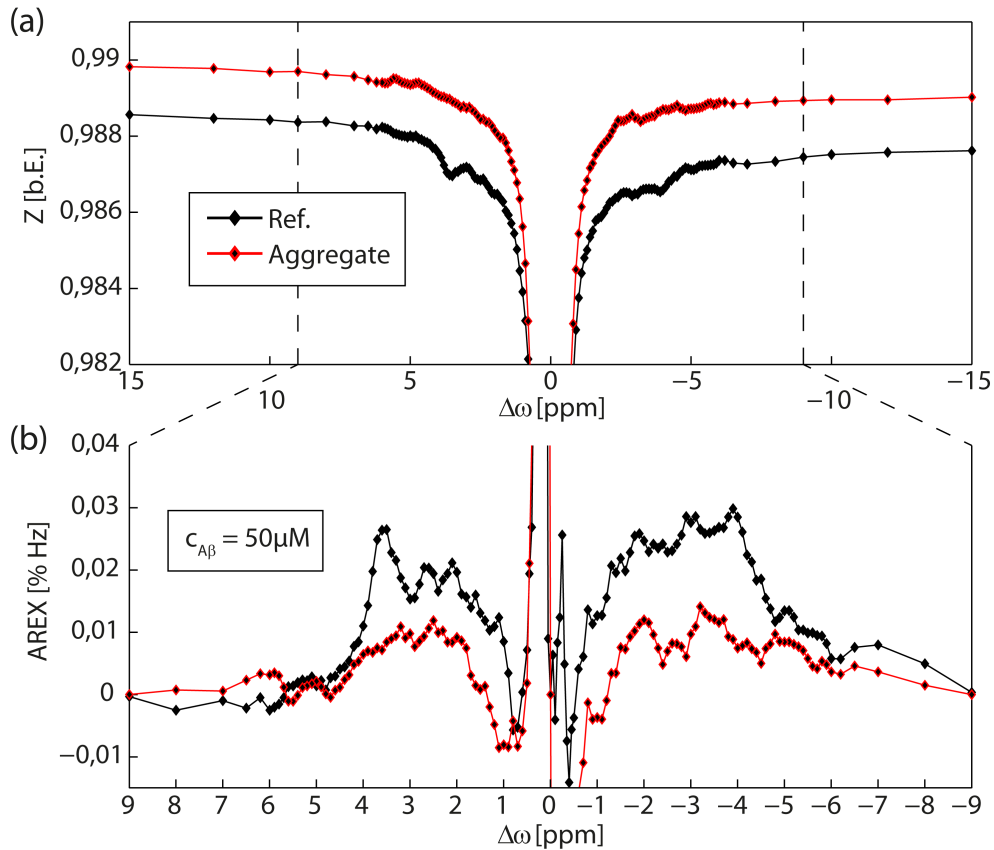 (a)
0,99
0,988
0,986
0,984
0,982
Z [b.E.]
Ref.
Aggregate
15 10 5 0 −5 −10 −15
Δω [ppm]
(b)
0,04
0,03
0,02
0,01
0
−0,01
AREX [% Hz]
cAβ = 50μM
9 8 7 6 5 4 3 2 1 0 −1 −2 −3 −4 −5 −6 −7 −8 −9
Δω [ppm]